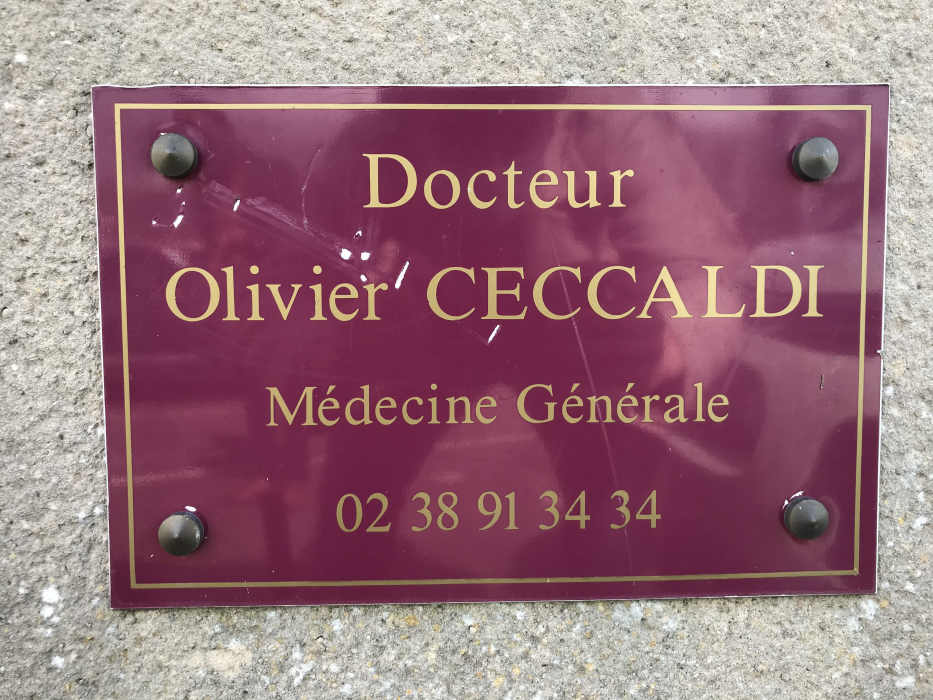 Docteur
Olivier CECCALDI
Médecine Générale
02 38 91 34 34